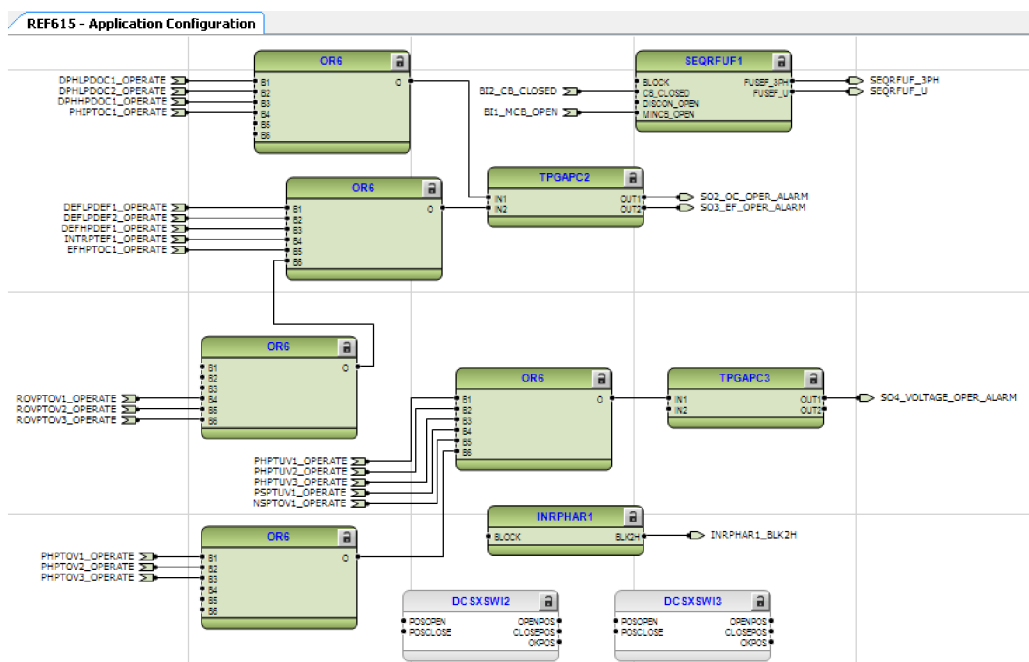 REF615 - Application Configuration
OR6
DPHLPDOC1_OPERATE
DPHLPDOC2_OPERATE
DPHHPDOC1_OPERATE
PHIPTOC1_OPERATE
B1
B2
B3
B4
B5
B6
O
SEQRFUF1
BI2_CB_CLOSED
BI1_MCB_OPEN
BLOCK
CB_CLOSED
DISCON_OPEN
MINCB_OPEN
FUSEF_3PH
FUSEF_U
SEQRFUF_3PH
SEQRFUF_U
OR6
DEFLPDEF1_OPERATE
DEFLPDEF2_OPERATE
DEFHPDEF1_OPERATE
INTRPTEF1_OPERATE
EFHPTOC1_OPERATE
B1
B2
B3
B4
B5
B6
O
TPGAPC2
IN1
IN2
OUT1
OUT2
SO2_OC_OPER_ALARM
SO3_EF_OPER_ALARM
OR6
ROVPTOV1_OPERATE
ROVPTOV2_OPERATE
ROVPTOV3_OPERATE
B1
B2
B3
B4
B5
B6
O
OR6
PHPTUV1_OPERATE
PHPTUV2_OPERATE
PHPTUV3_OPERATE
PSPTUV1_OPERATE
NSPTOV1_OPERATE
B1
B2
B3
B4
B5
B6
O
TPGAPC3
IN1
IN2
OUT1
OUT2
SO4_VOLTAGE_OPER_ALARM
OR6
PHPTOV1_OPERATE
PHPTOV2_OPERATE
PHPTOV3_OPERATE
B1
B2
B3
B4
B5
B6
O
INRPHAR1
BLOCK
BLK2H
INRPHAR1_BLK2H
DCSXSWI2
POSOPEN
POSCLOSE
OPENPOS
CLOSEPOS
OKPOS
DCSXSWI3
POSOPEN
POSCLOSE
OPENPOS
CLOSEPOS
OKPOS